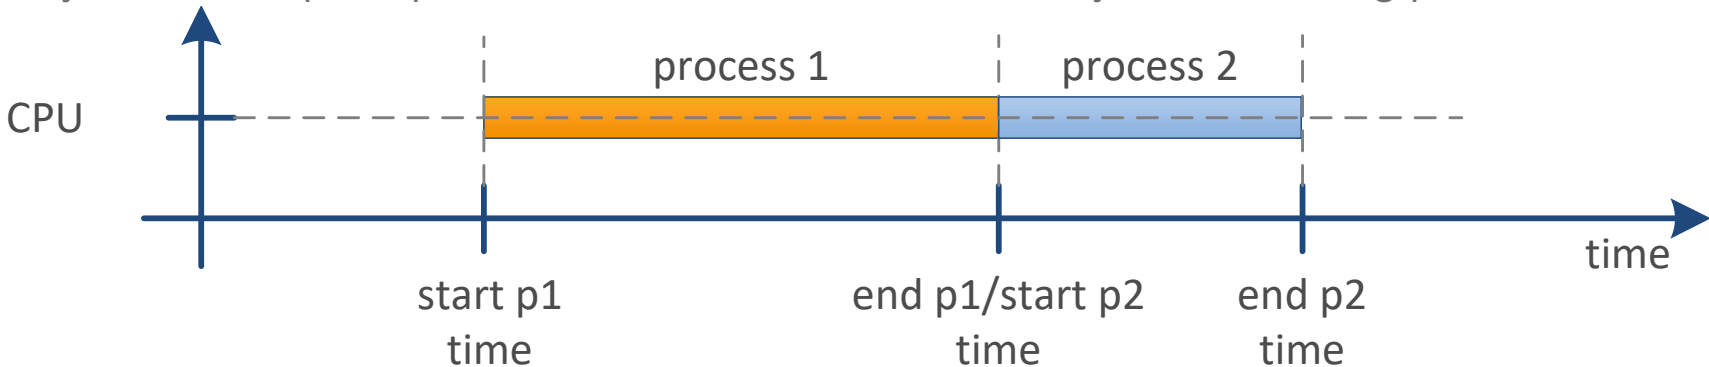 process 1
process 2
CPU
time
start p1
time
end p1/start p2
time
end p2
time